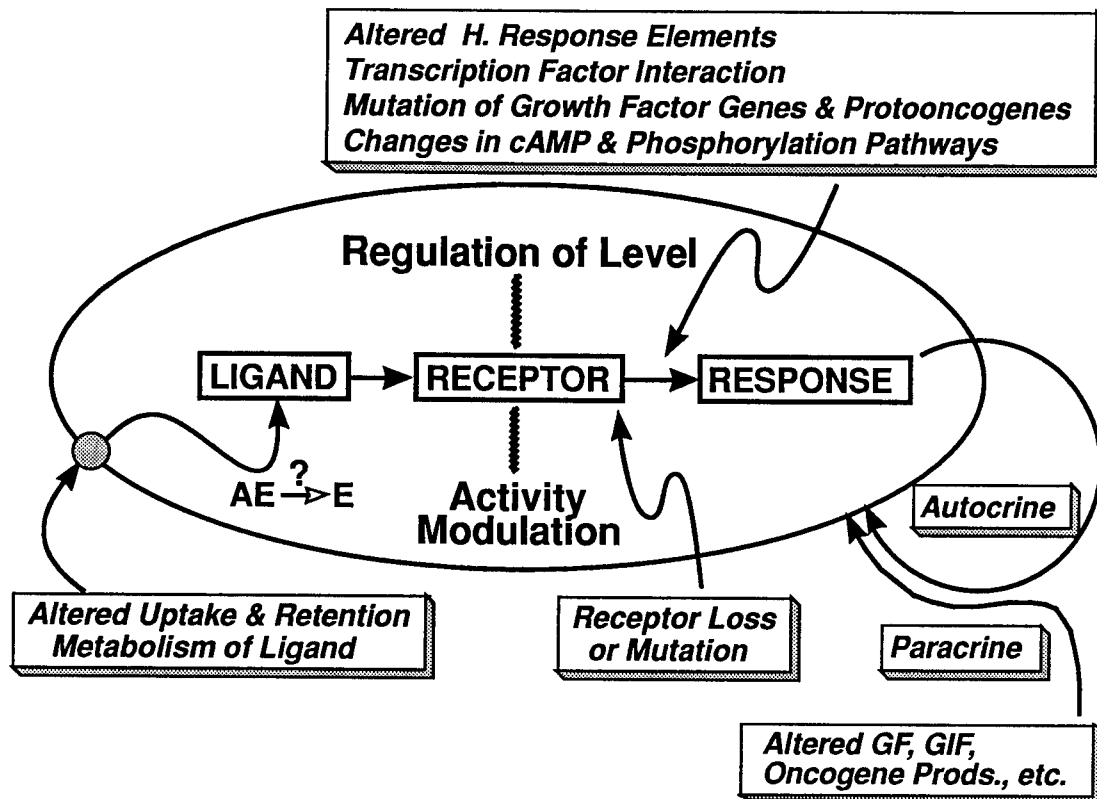 Altered H. Response Elements
Transcription Factor Interaction
Mutation of Growth Factor Genes & Protooncogenes
Changes in cAMP & Phosphorylation Pathways
Regulation of Level
LIGAND
RECEPTOR
RESPONSE
?
AE E
Activity
Modulation
Autocrine
Altered Uptake & Retention
Metabolism of Ligand
Receptor Loss
or Mutation
Paracrine
Altered GF, GIF,
Oncogene Prods., etc.